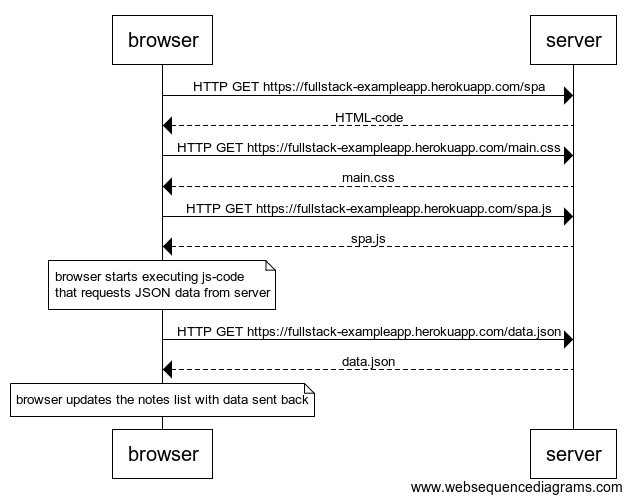 browser
server
HTTP GET https://fullstack-exampleapp.herokuapp.com/spa
HTML-code
HTTP GET https://fullstack-exampleapp.herokuapp.com/main.css
main.css
HTTP GET https://fullstack-exampleapp.herokuapp.com/spa.js
spa.js
browser starts executing js-code
that requests JSON data from server
HTTP GET https://fullstack-exampleapp.herokuapp.com/data.json
data.json
browser updates the notes list with data sent back
browser
server
www.websequencediagrams.com